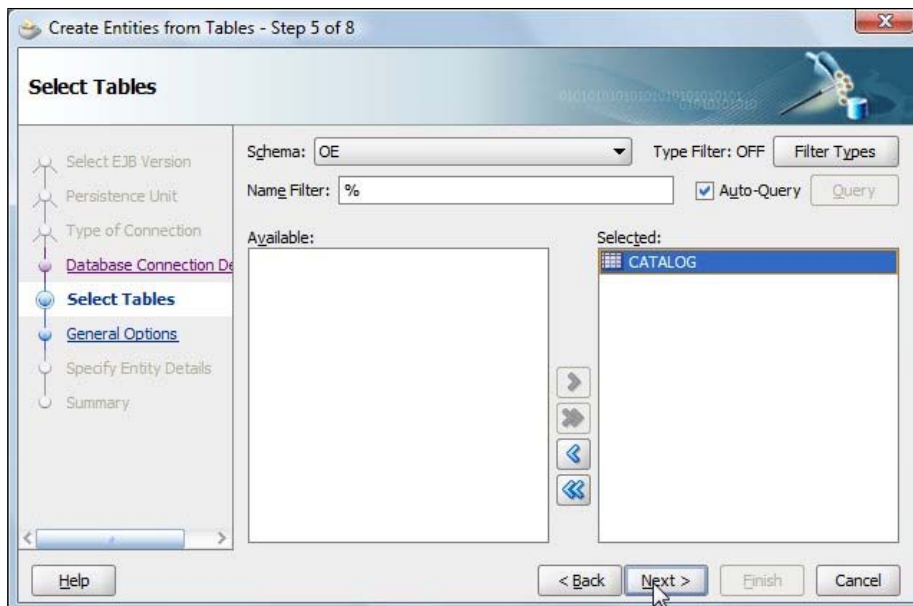 Create Entities from Tables - Step 5 of 8
Select Tables
Select EJB Version
Persistence Unit
Type of Connection
Database Connection De
Select Tables
General Options
Specify Entity Details
Summary
Schema: OE Type Filter: OFF Filter Types
Name Filter: % Auto-Query Query
Available: Selected:
CATALOG
Help < Back Next > Finish Cancel